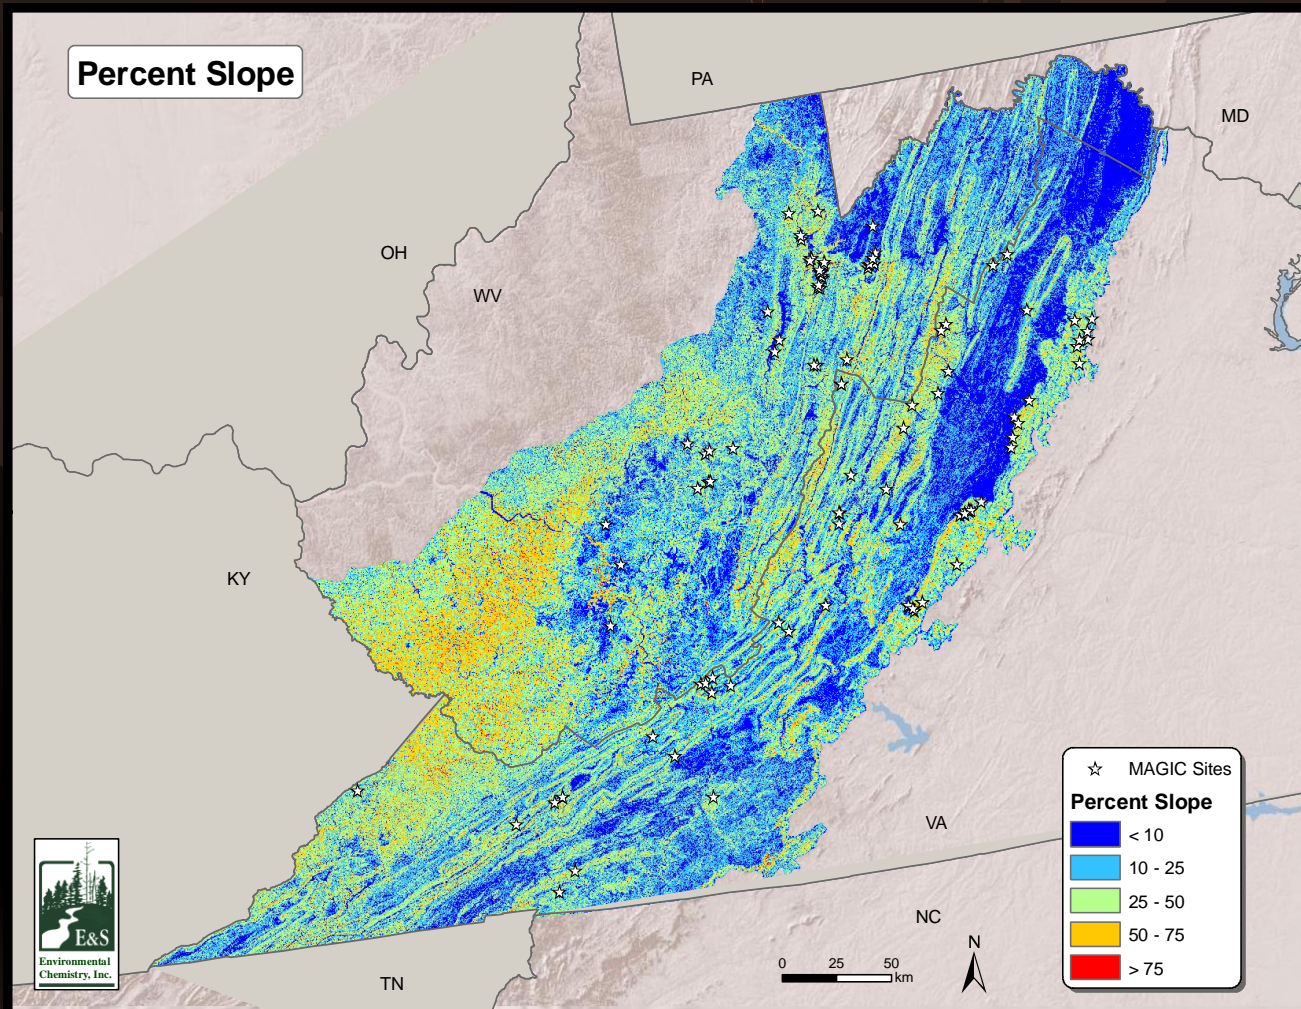 Percent Slope
PA
MD
OH
WV
KY
VA
NC
TN
MAGIC Sites
Percent Slope
< 10
10 - 25
25 - 50
50 - 75
> 75
N
0 25 50
km
E&S
Environmental
Chemistry, Inc.